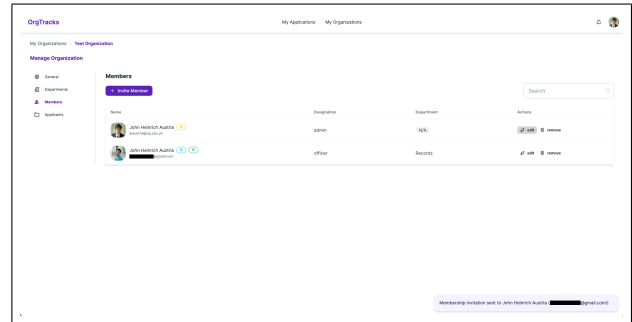 OrgTracks
My Applications My Organizations
My Organizations Test Organization
Manage Organization
General
Departments
Members
Applicants
Members
+ Invite Member
Search
Name Designation Department Actions
John Heinrich Austria
admin N/A edit remove
John Heinrich Austria
@gmail.com
officer Records edit remove
Membership invitation sent to John Heinrich Austria ( @gmail.com)!